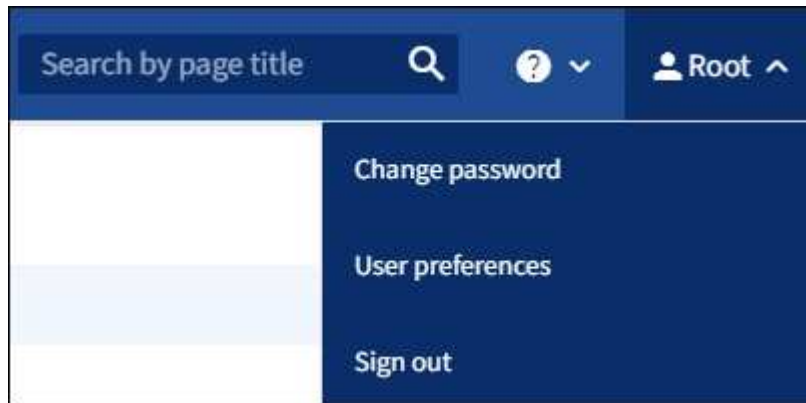 Search by page title
? Root
Change password
User preferences
Sign out